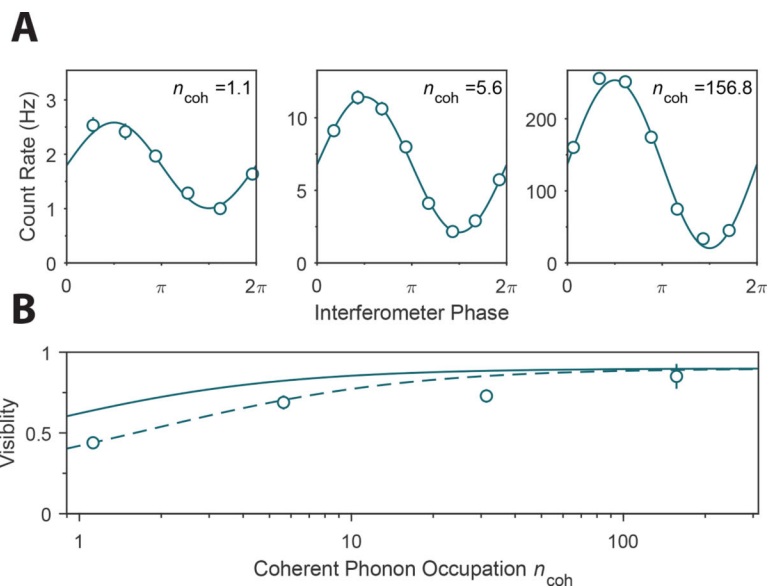 A
n_coh =1.1
n_coh =5.6
n_coh =156.8
Count Rate (Hz)
3
2
1
0
10
5
0
200
100
0
0 π 2π
0 π 2π
0 π 2π
Interferometer Phase
B
Visiblity
1
0.5
0
1 10 100
Coherent Phonon Occupation n_coh